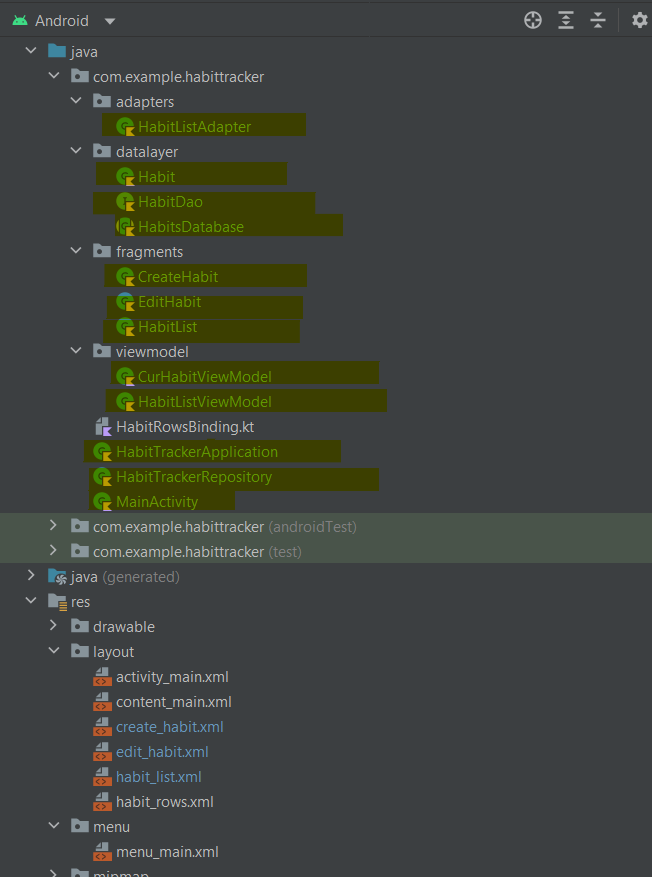 Android
java
com.example.habittracker
adapters
HabitListAdapter
datalayer
Habit
HabitDao
HabitsDatabase
fragments
CreateHabit
EditHabit
HabitList
viewmodel
CurHabitViewModel
HabitListViewModel
HabitRowsBinding.kt
HabitTrackerApplication
HabitTrackerRepository
MainActivity
com.example.habittracker (androidTest)
com.example.habittracker (test)
java (generated)
res
drawable
layout
activity_main.xml
content_main.xml
create_habit.xml
edit_habit.xml
habit_list.xml
habit_rows.xml
menu
menu_main.xml
mipmap